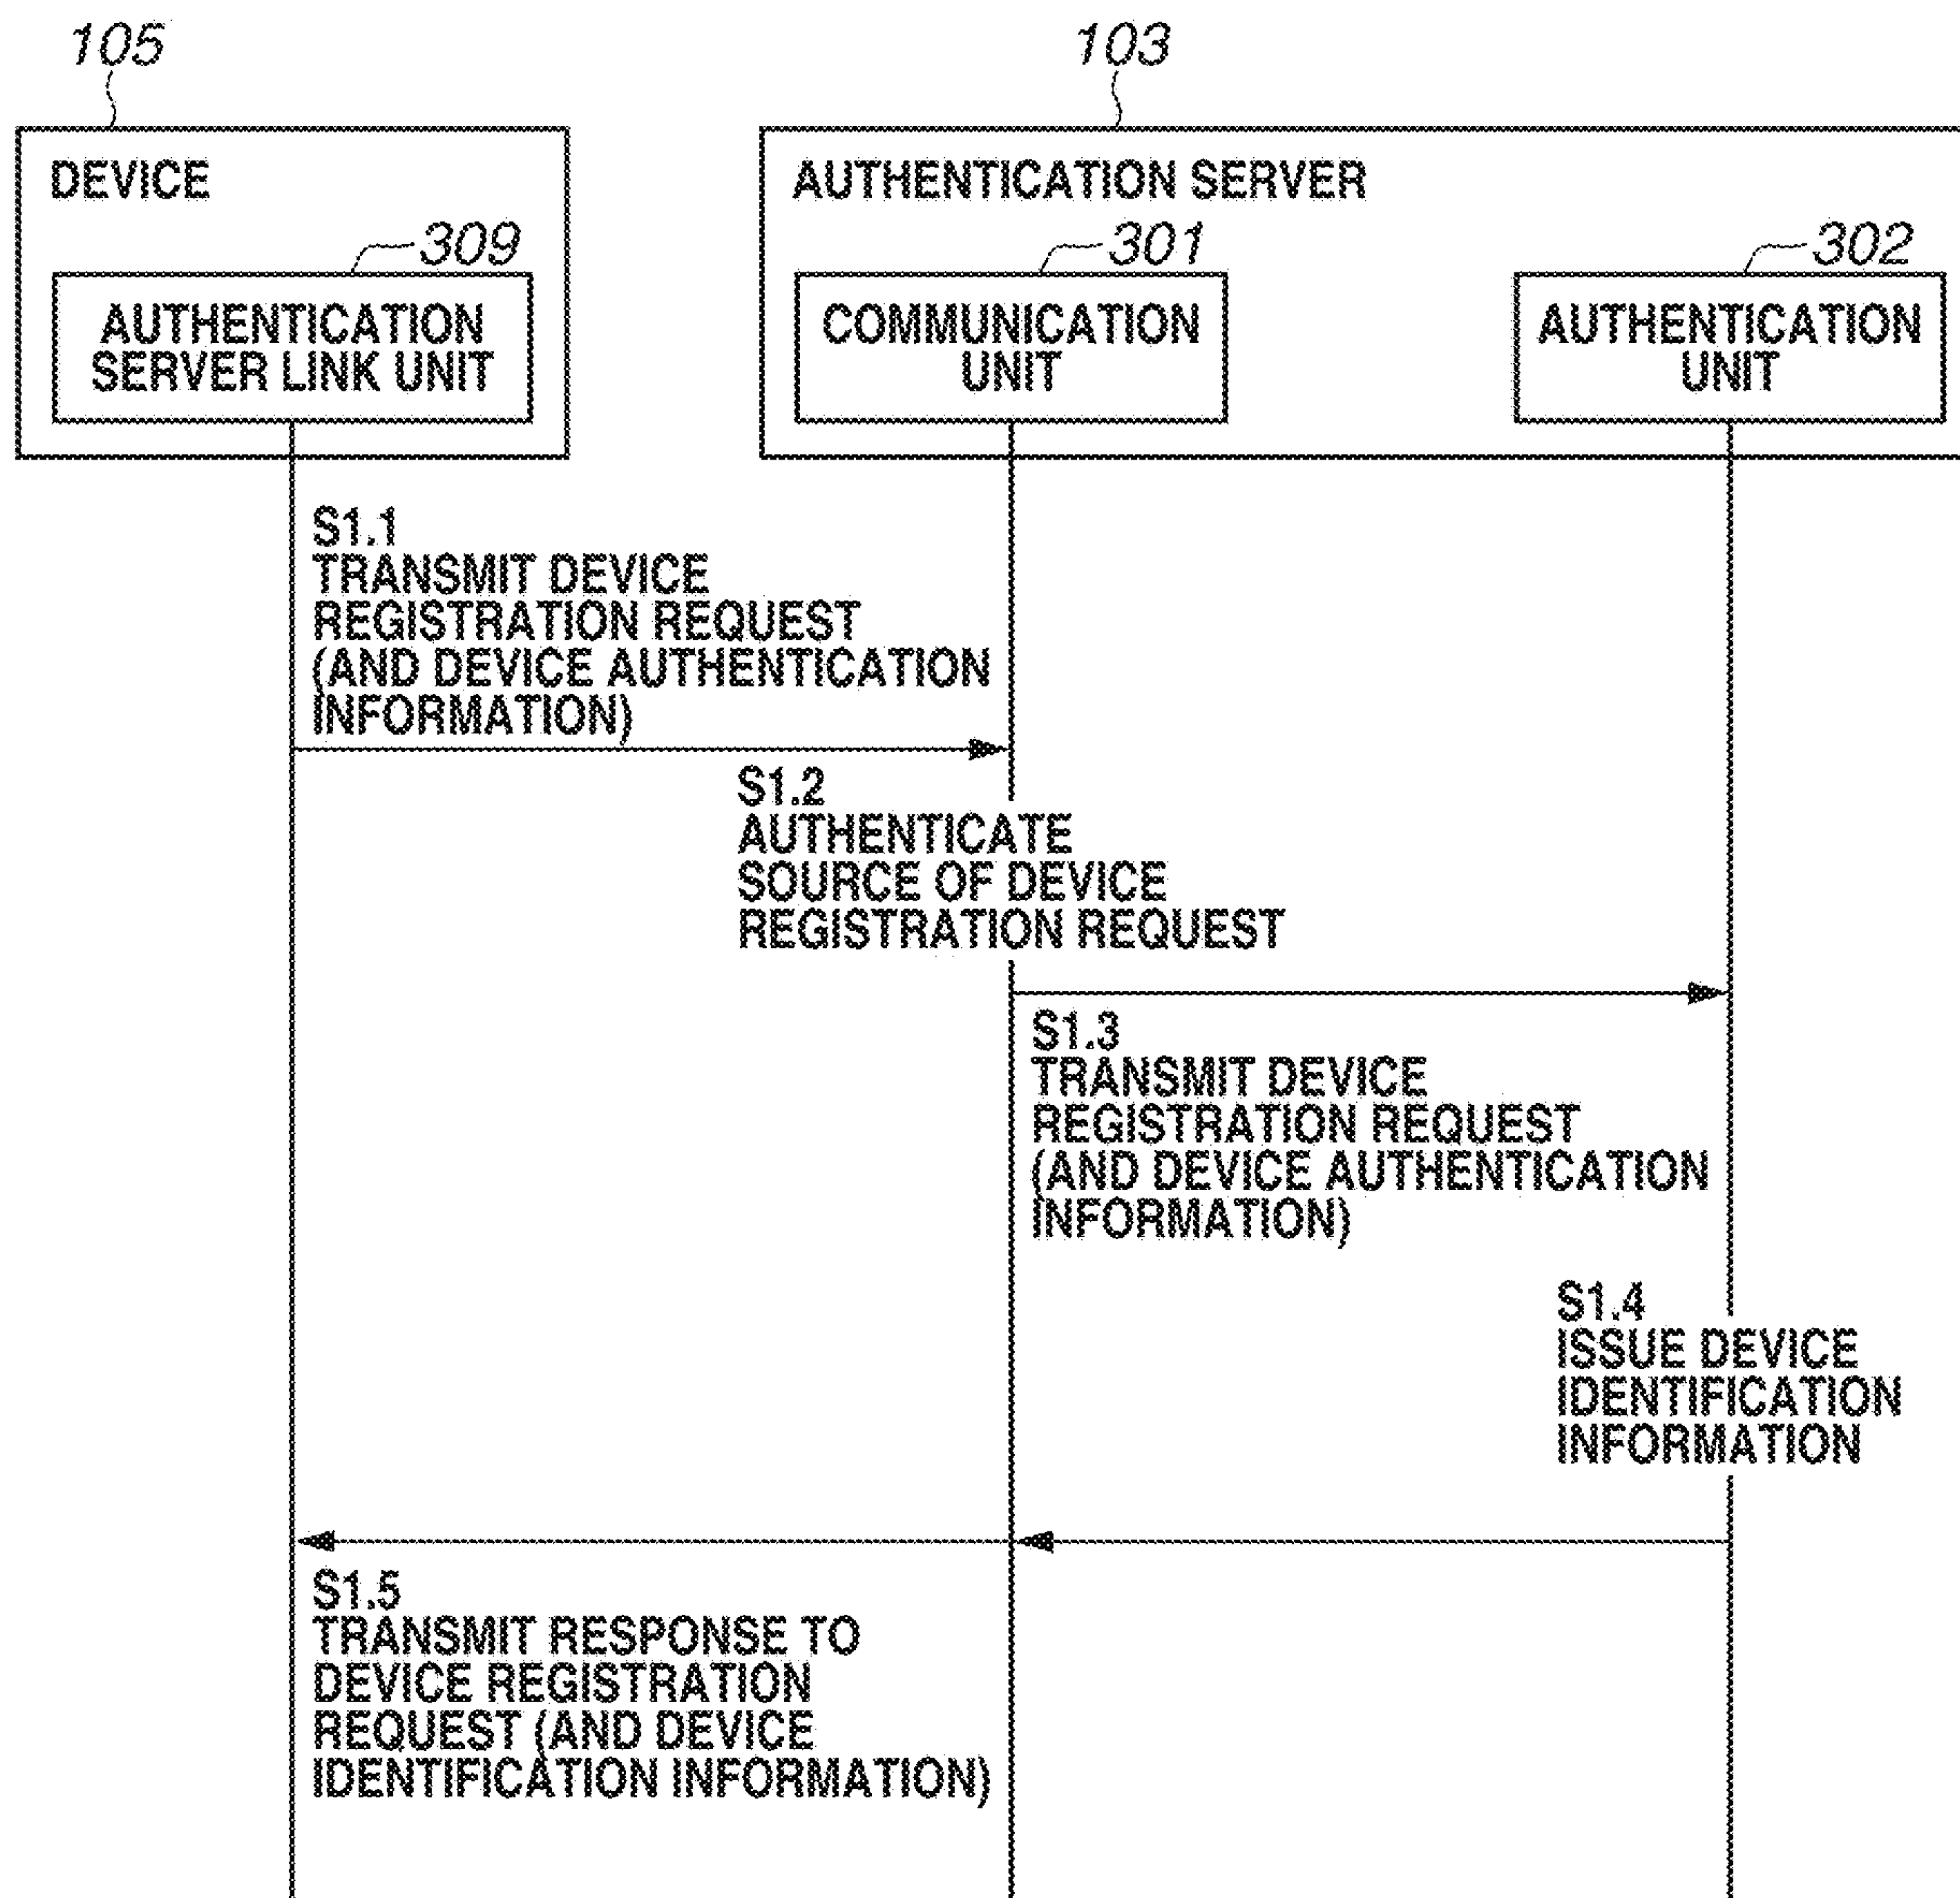 105
103
DEVICE
AUTHENTICATION SERVER
309
301
302
AUTHENTICATION
SERVER LINK UNIT
COMMUNICATION
UNIT
AUTHENTICATION
UNIT
S1.1
TRANSMIT DEVICE
REGISTRATION REQUEST
(AND DEVICE AUTHENTICATION
INFORMATION)
S1.2
AUTHENTICATE
SOURCE OF DEVICE
REGISTRATION REQUEST
S1.3
TRANSMIT DEVICE
REGISTRATION REQUEST
(AND DEVICE AUTHENTICATION
INFORMATION)
S1.4
ISSUE DEVICE
IDENTIFICATION
INFORMATION
S1.5
TRANSMIT RESPONSE TO
DEVICE REGISTRATION
REQUEST (AND DEVICE
IDENTIFICATION INFORMATION)